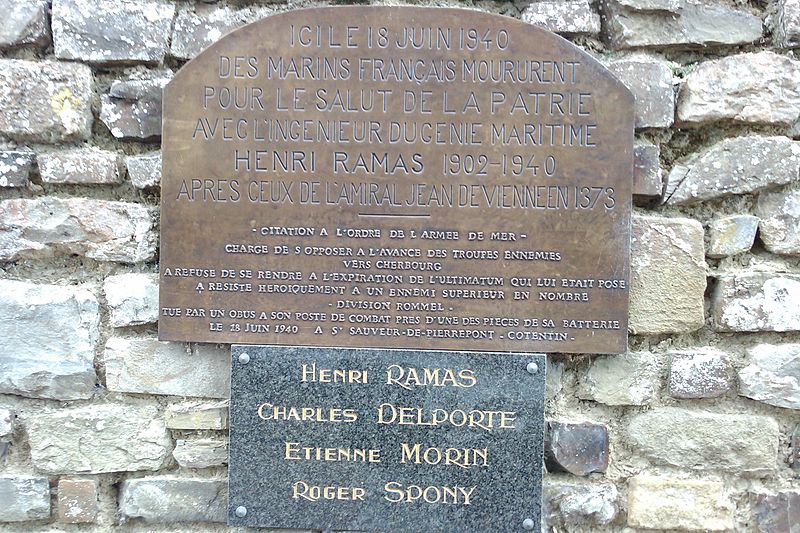 ICI LE 18 JUIN 1940
DES MARINS FRANÇAIS MOURURENT
POUR LE SALUT DE LA PATRIE
AVEC L'INGENIEUR DU GENIE MARITIME
HENRI RAMAS 1902-1940
APRES CEUX DE L'AMIRAL JEAN DE VIENNE EN 1373
- CITATION A L'ORDRE DE L ARMEE DE MER -
CHARGE DE S OPPOSER A L'AVANCE DES TROUPES ENNEMIES
VERS CHERBOURG
A REFUSE DE SE RENDRE A L'EXPIRATION DE L'ULTIMATUM QUI LUI ETAIT POSE
A RESISTE HEROIQUEMENT A UN ENNEMI SUPERIEUR EN NOMBRE
- DIVISION ROMMEL -
TUE PAR UN OBUS A SON POSTE DE COMBAT PRES D'UNE DES PIECES DE SA BATTERIE
LE 18 JUIN 1940 A ST SAUVEUR-DE-PIERREPONT - COTENTIN -
HENRI RAMAS
CHARLES DELPORTE
ETIENNE MORIN
ROGER SPONY